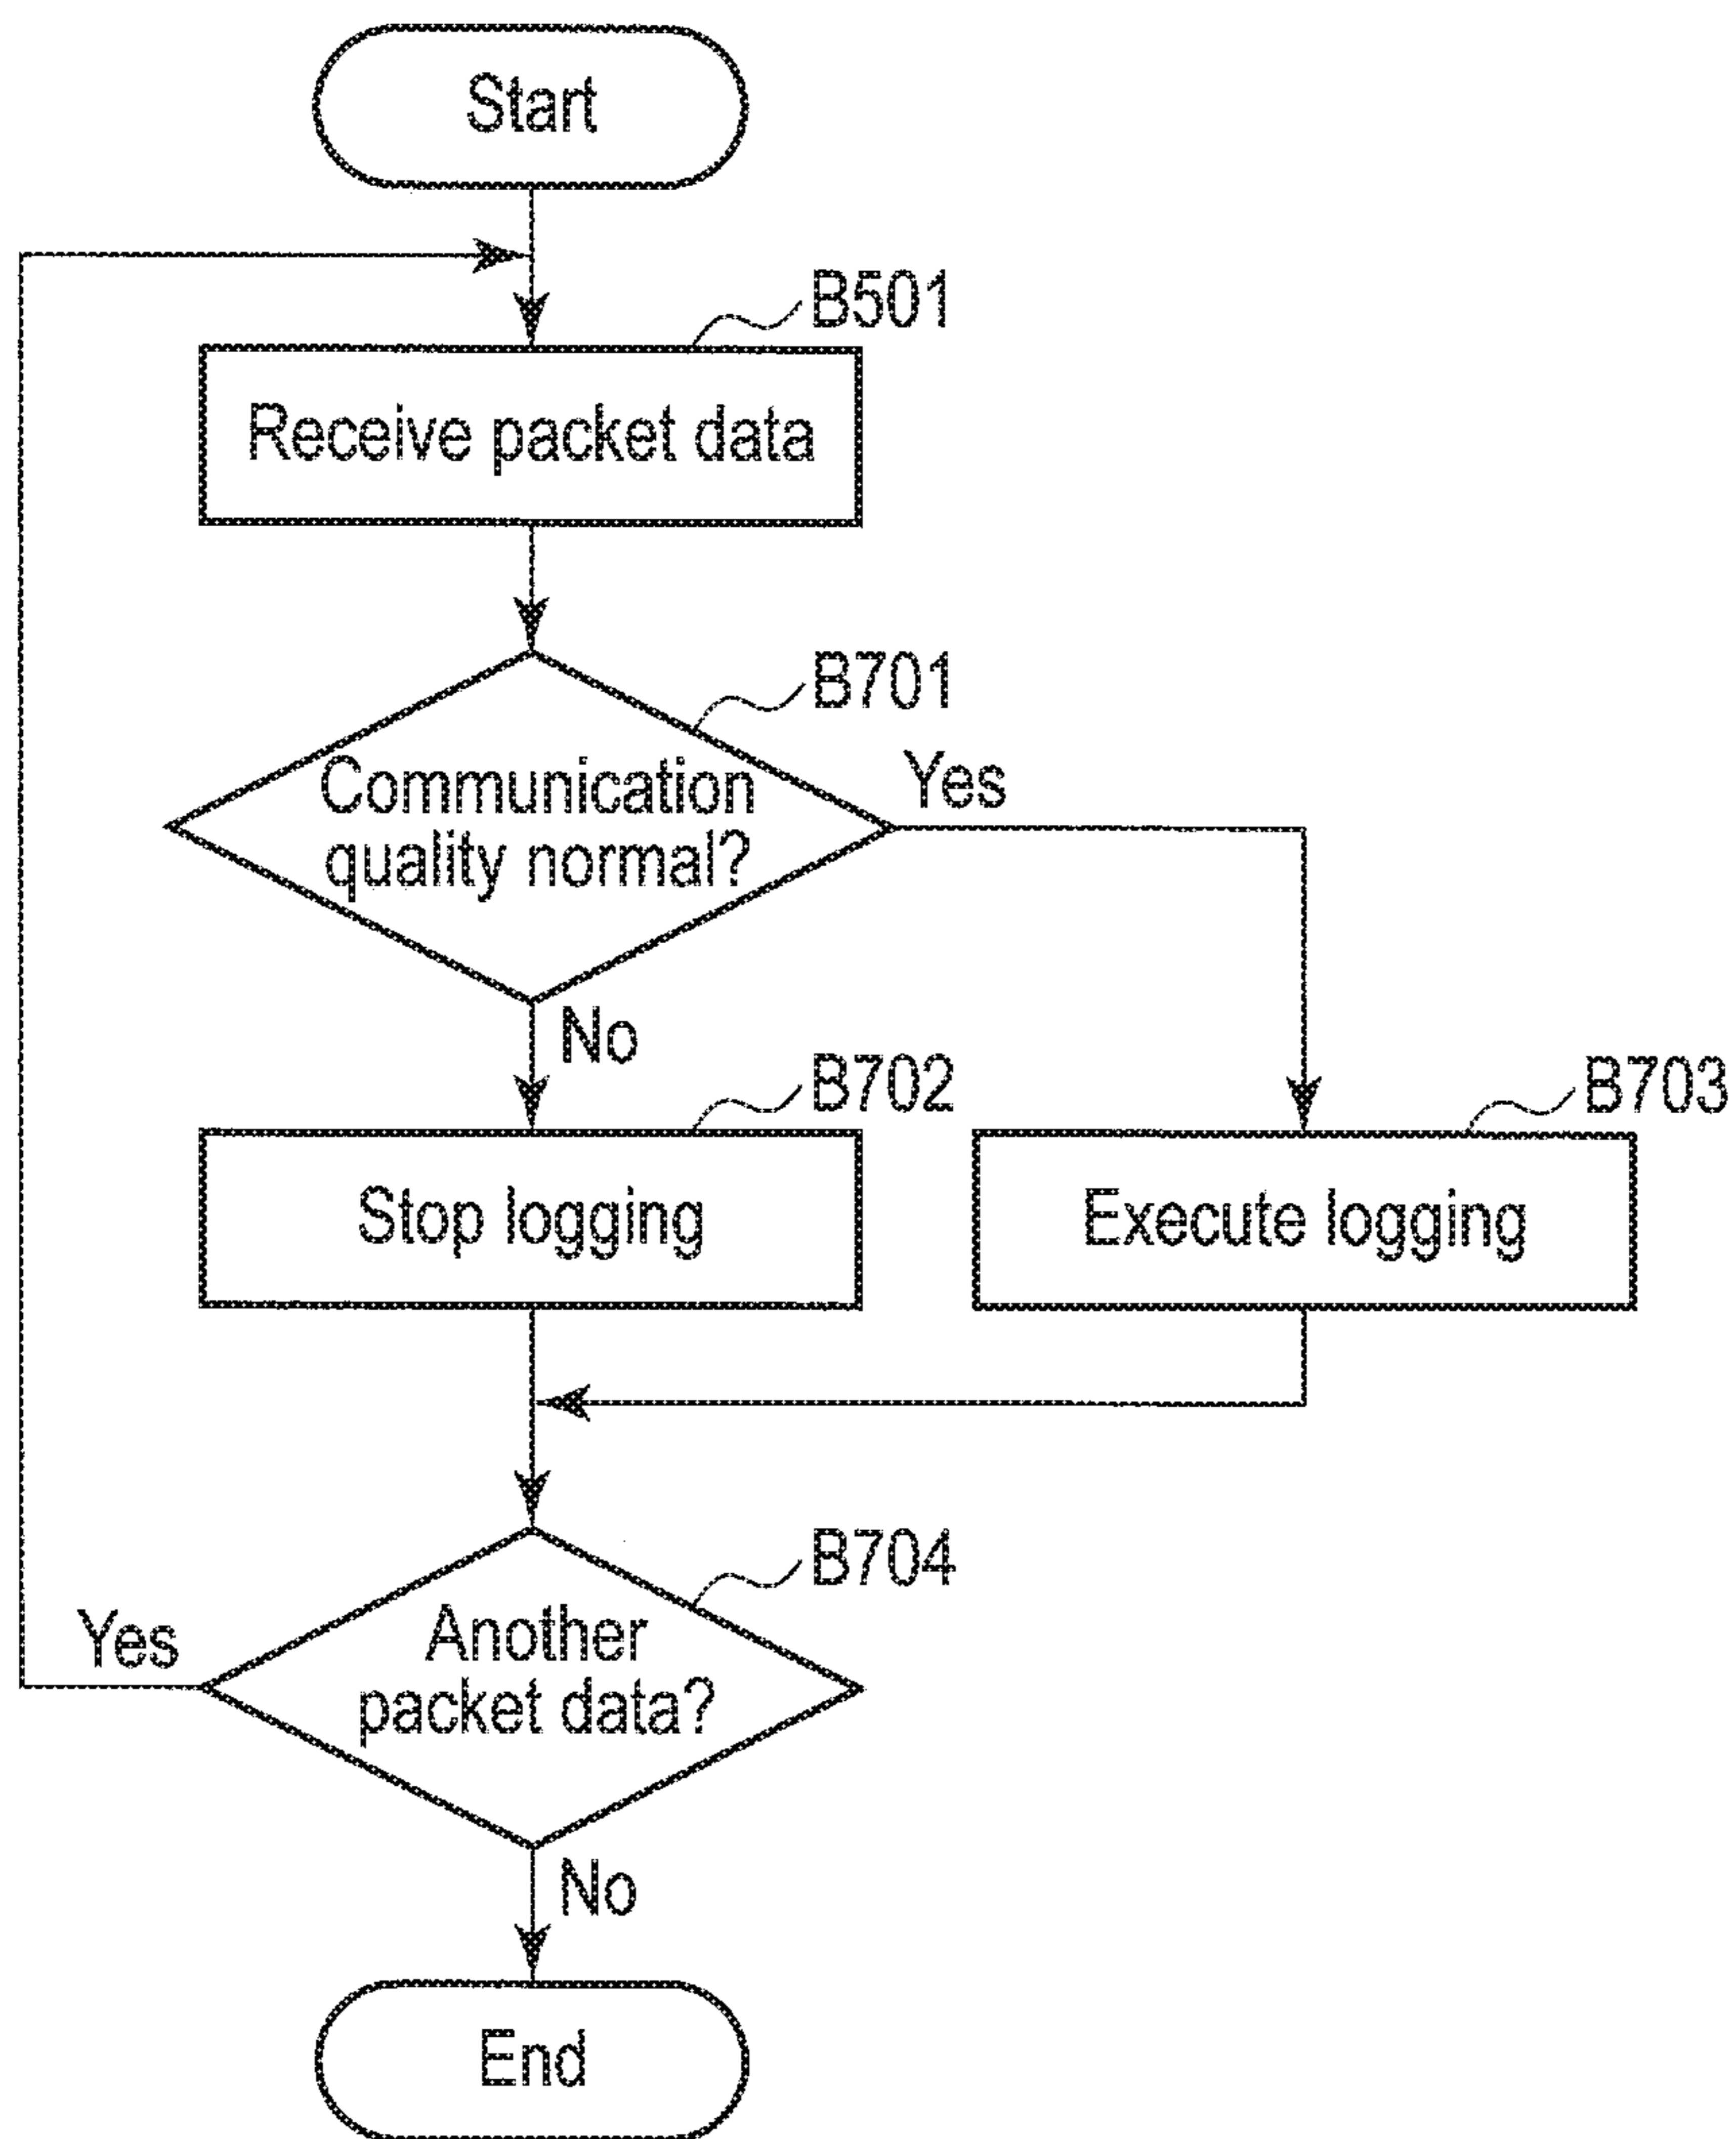 Start
B501
Receive packet data
B701
Communication
quality normal?
Yes
No
B702
B703
Stop logging
Execute logging
B704
Yes
Another
packet data?
No
End